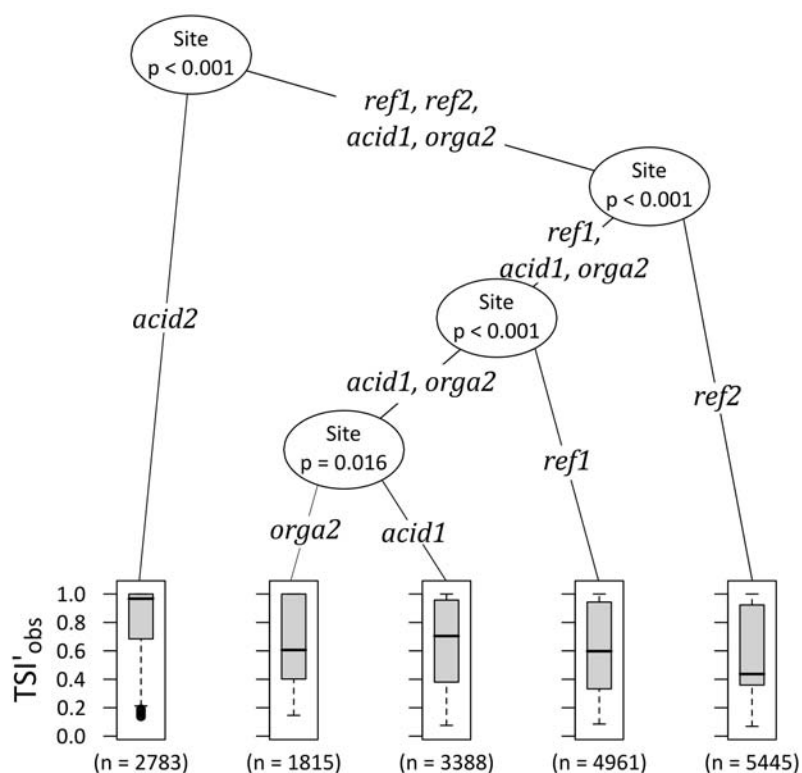 Site
p < 0.001
ref1, ref2,
acid1, orga2
Site
p < 0.001
ref1,
acid1, orga2
Site
p < 0.001
acid2
acid1, orga2
ref2
Site
p = 0.016
ref1
orga2
acid1
TSI'obs
1.0
0.8
0.6
0.4
0.2
0.0
(n = 2783)
(n = 1815)
(n = 3388)
(n = 4961)
(n = 5445)